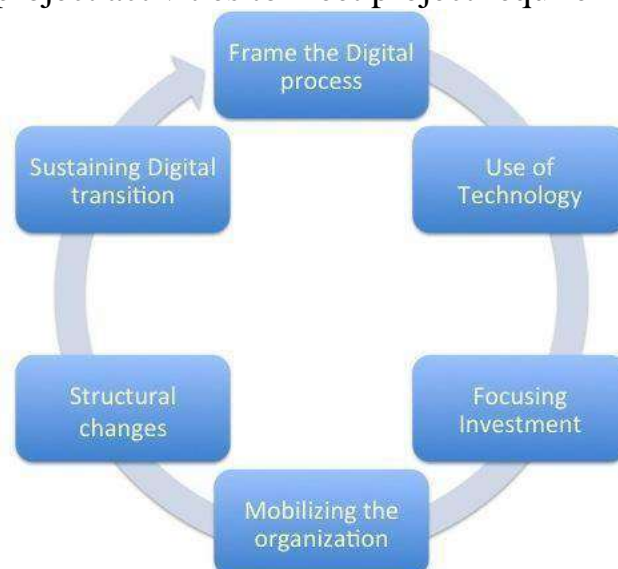 Frame the Digital
process
Use of
Technology
Focusing
Investment
Mobilizing the
organization
Structural
changes
Sustaining Digital
transition